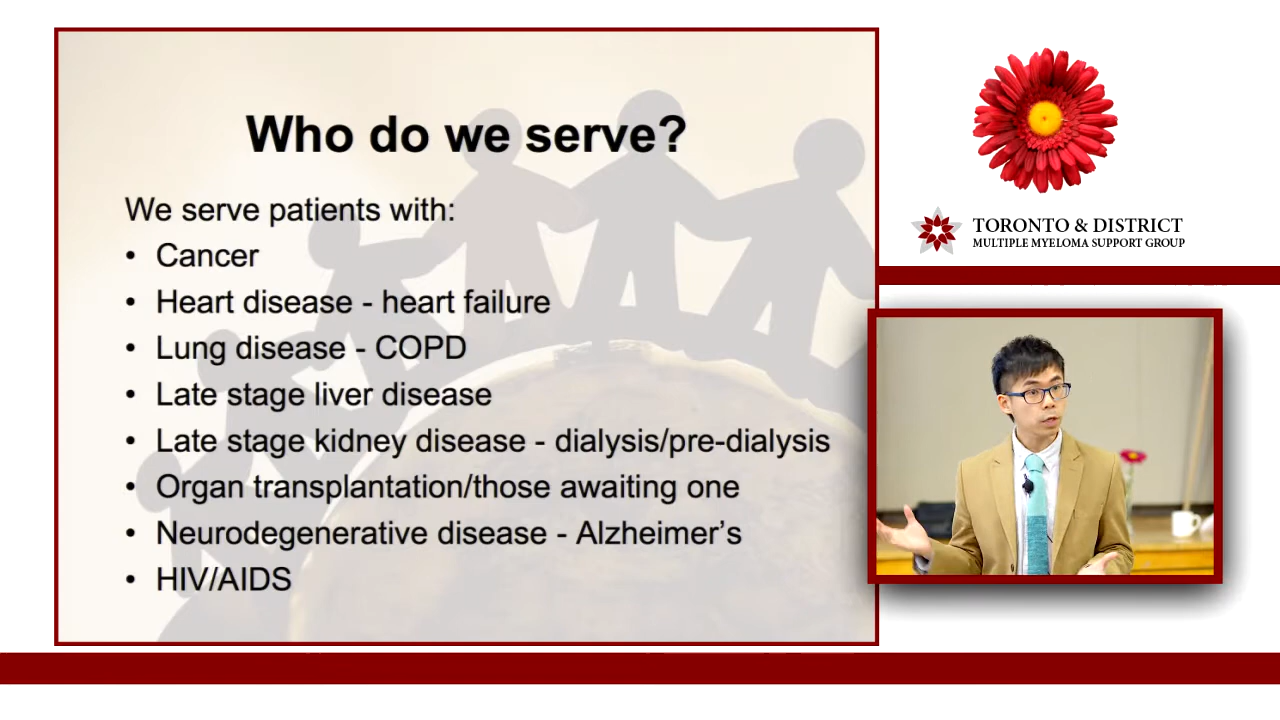 Who do we serve?
We serve patients with:
• Cancer
• Heart disease - heart failure
• Lung disease - COPD
• Late stage liver disease
• Late stage kidney disease - dialysis/pre-dialysis
• Organ transplantation/those awaiting one
• Neurodegenerative disease - Alzheimer’s
• HIV/AIDS
TORONTO & DISTRICT
MULTIPLE MYELOMA SUPPORT GROUP